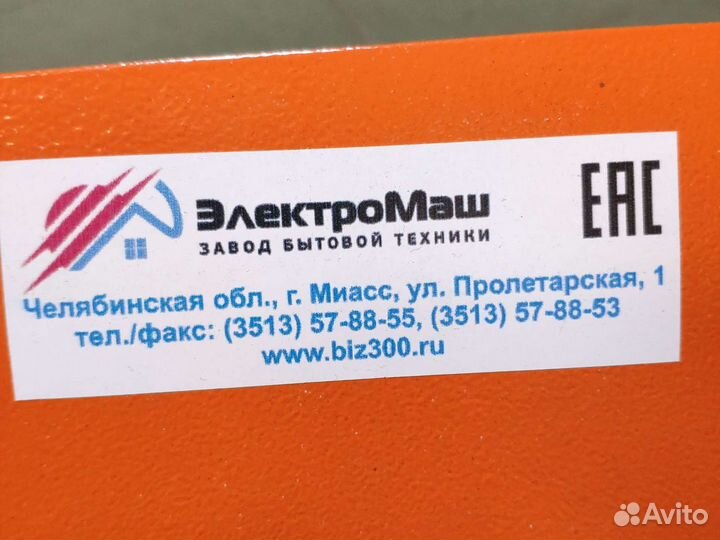 ЭлектроМаш
ЗАВОД БЫТОВОЙ ТЕХНИКИ
EAC
Челябинская обл., г. Миасс, ул. Пролетарская, 1
тел./факс: (3513) 57-88-55, (3513) 57-88-53
www.biz300.ru
Avito